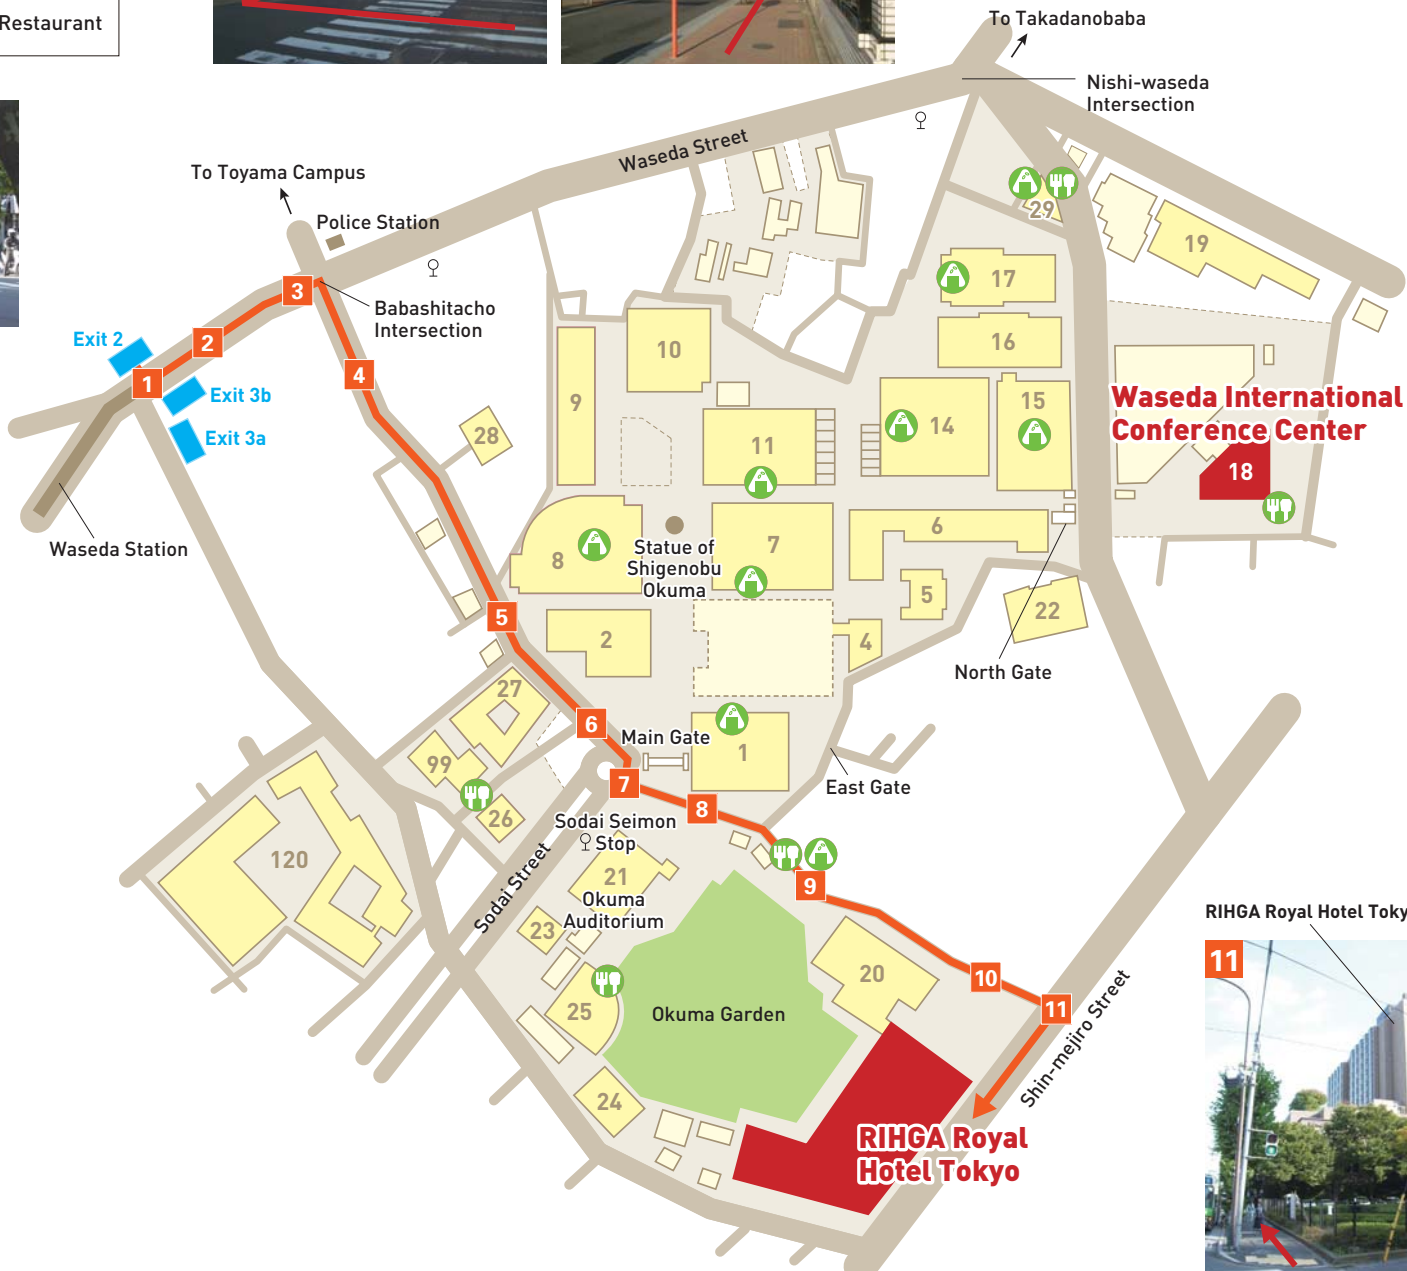 Restaurant
To Takadanobaba
Nishi-waseda
Intersection
Waseda Street
To Toyama Campus
Police Station
29
19
17
3
Babashitacho
Intersection
Exit 2
2
16
10
1
4
Exit 3b
9
15
Waseda International
Conference Center
28
Exit 3a
11
14
18
6
Waseda Station
Statue of
Shigenobu
Okuma
7
8
5
22
5
2
4
North Gate
27
6
Main Gate
1
99
7
East Gate
8
26
Sodai Seimon
Stop
120
Sodai Street
21
9
Okuma
Auditorium
23
RIHGA Royal Hotel Toky
11
20
10
25
Okuma Garden
11
Shin-mejiro Street
24
RIHGA Royal
Hotel Tokyo